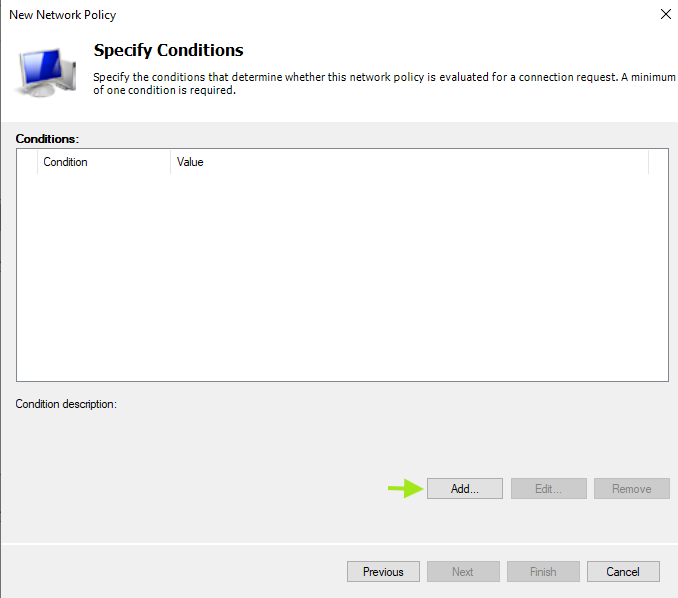 New Network Policy
Specify Conditions
Specify the conditions that determine whether this network policy is evaluated for a connection request. A minimum
of one condition is required.
Conditions:
Condition Value
Condition description:
Add... Edit... Remove
Previous Next Finish Cancel